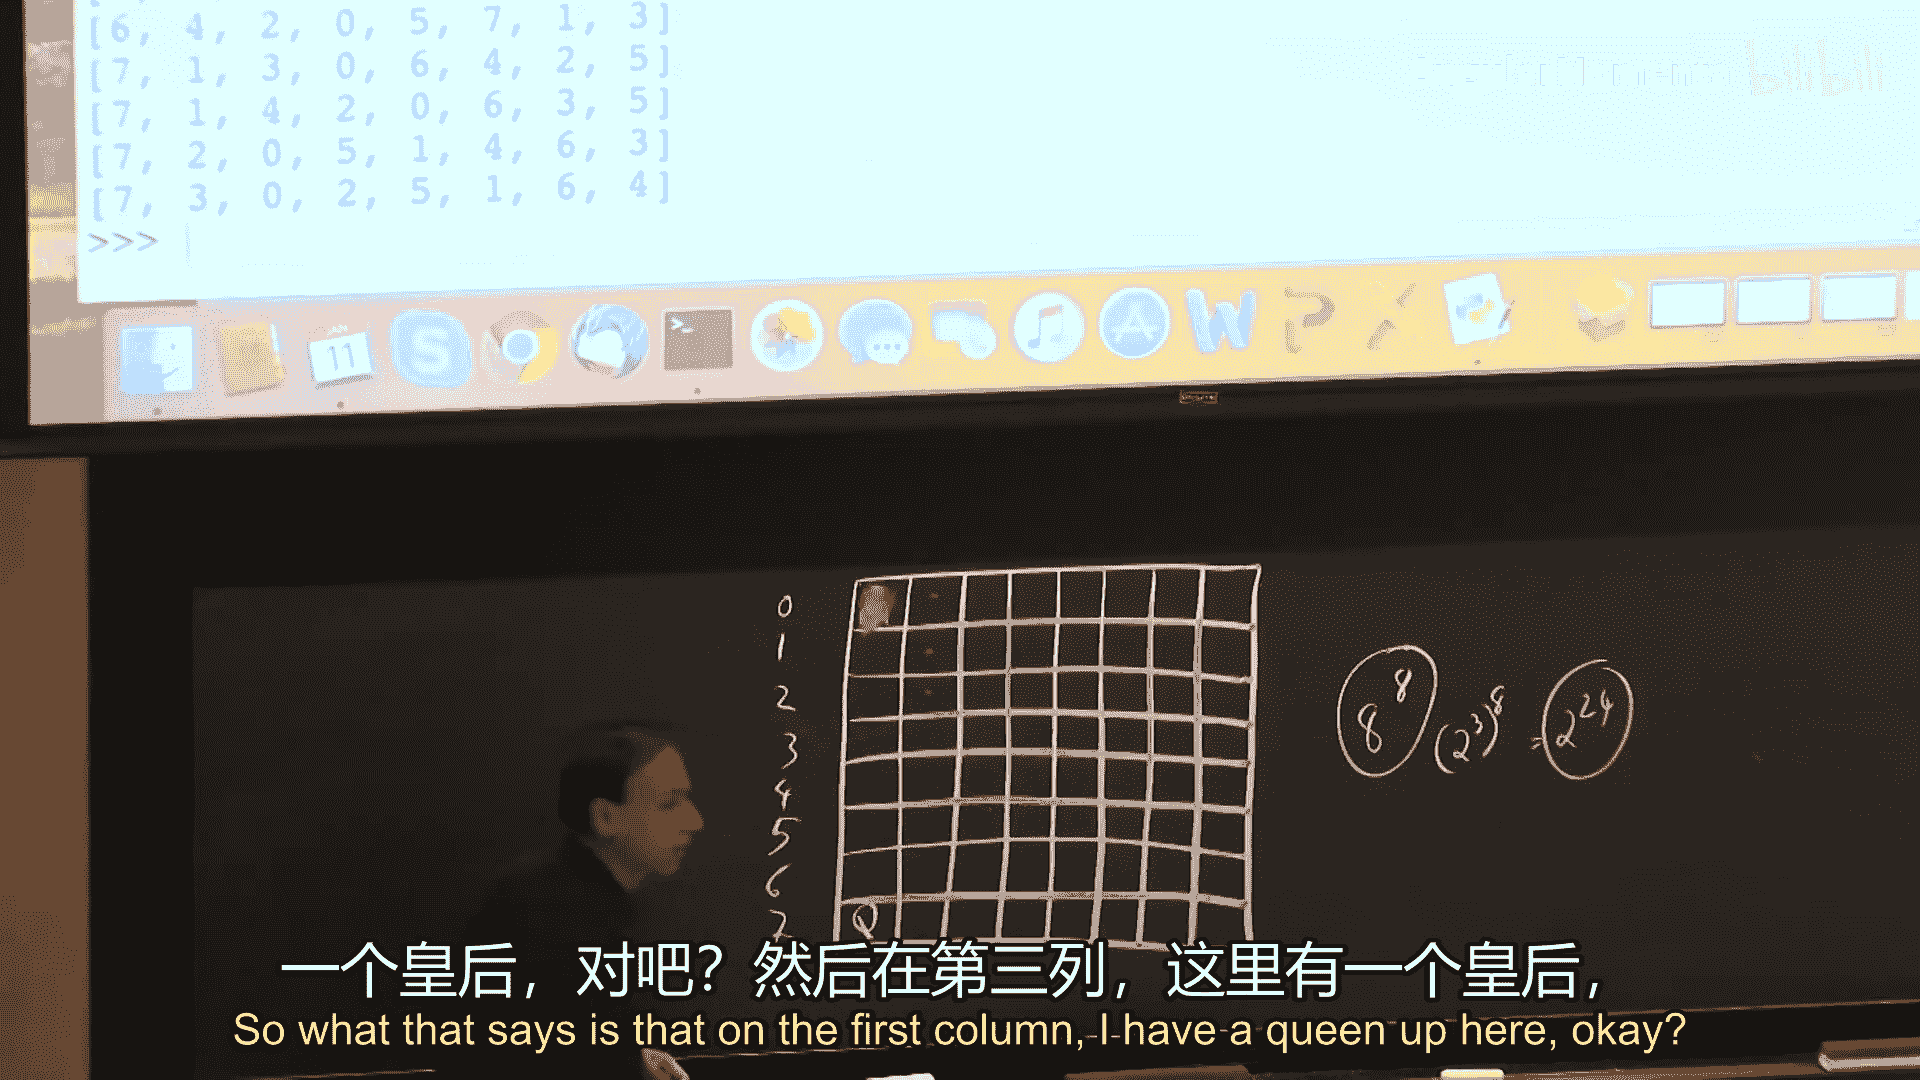 [6, 4, 2, 0, 5, 7, 1, 3]
[7, 1, 3, 0, 6, 4, 2, 5]
[7, 1, 4, 2, 0, 6, 3, 5]
[7, 2, 0, 5, 1, 4, 6, 3]
[7, 3, 0, 2, 5, 1, 6, 4]
>>>
bilibili
11
0
1
2
3
4
5
6
7
Q
8^8 (2^3)^8 = 2^24
一个皇后，对吧？然后在第三列，这里有一个皇后，
So what that says is that on the first column, I have a queen up here, okay?